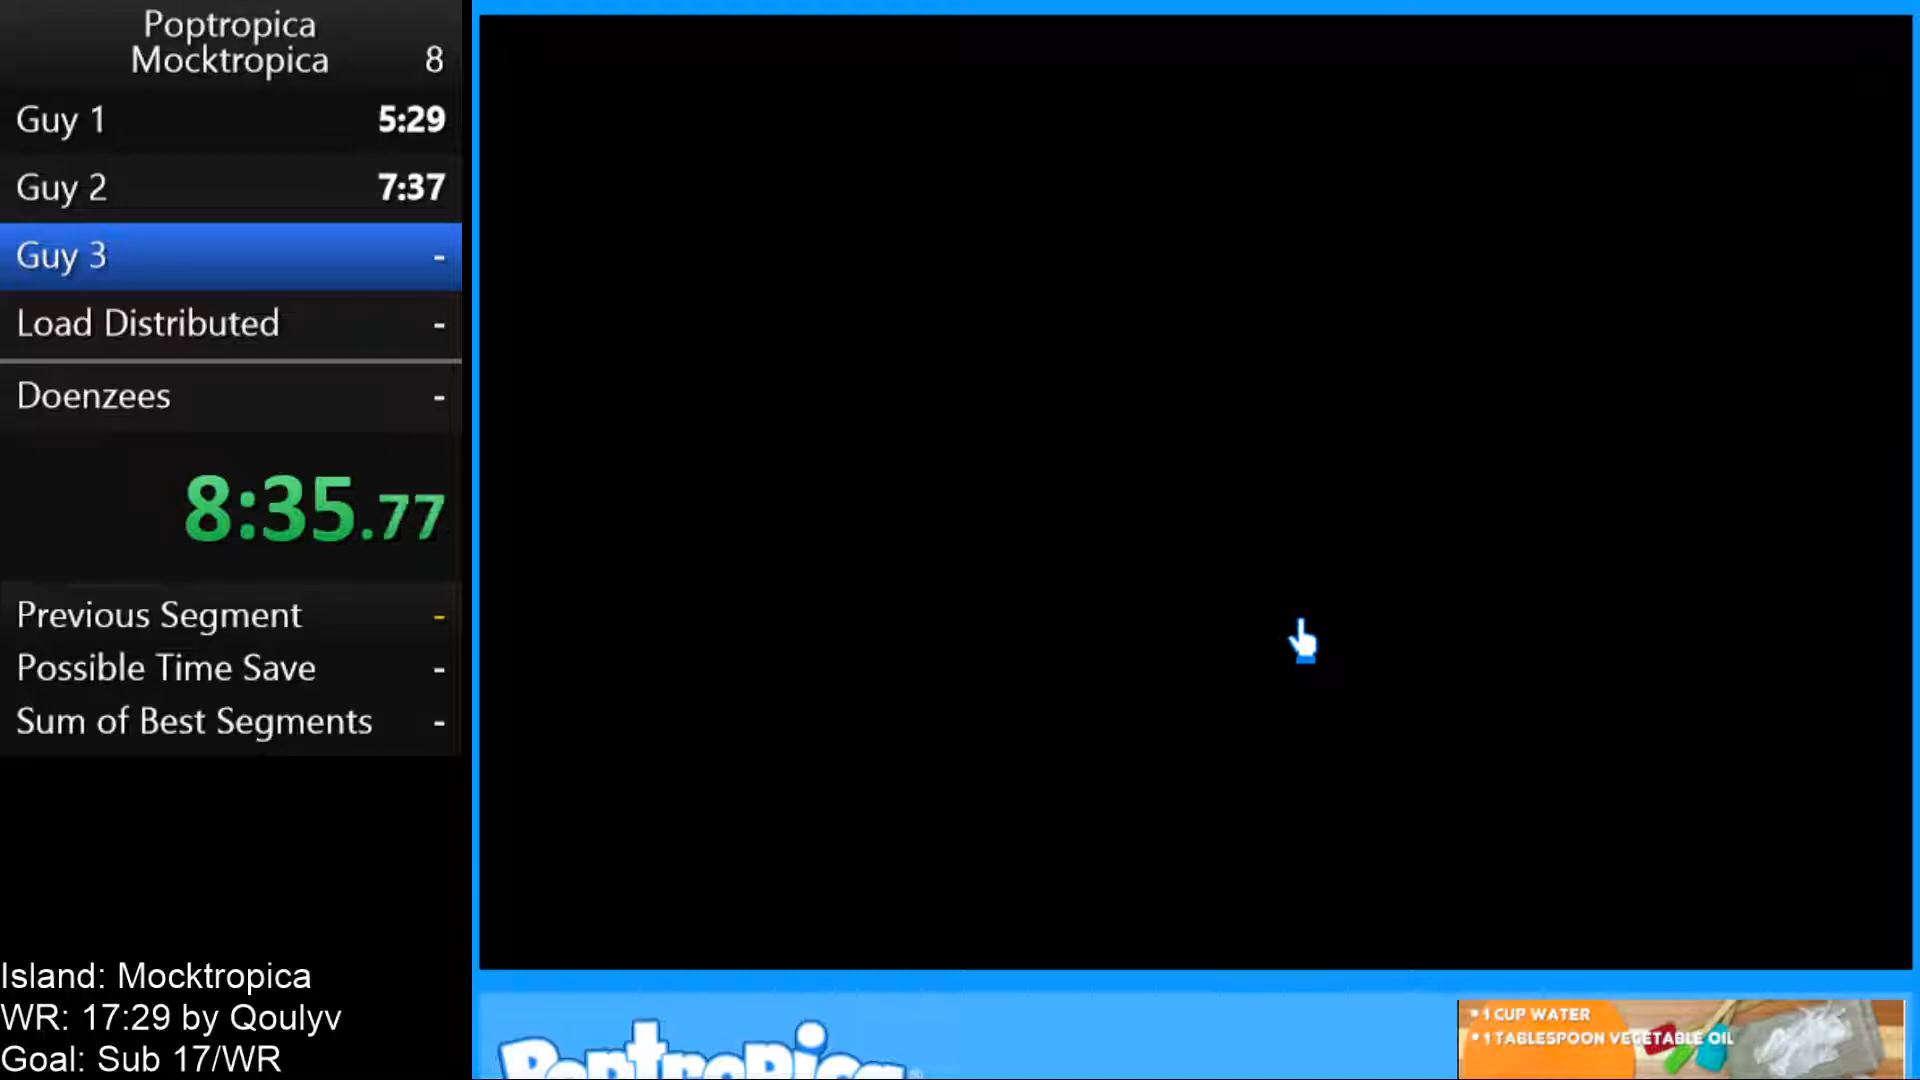 Poptropica
Mocktropica 8
Guy 1 5:29
Guy 2 7:37
Guy 3 -
Load Distributed -
Doenzees -
8:35.77
Previous Segment -
Possible Time Save -
Sum of Best Segments -
Island: Mocktropica
WR: 17:29 by Qoulyv
Goal: Sub 17/WR
Poptropica®
• 1 CUP WATER
• 1 TABLESPOON VEGETABLE OIL